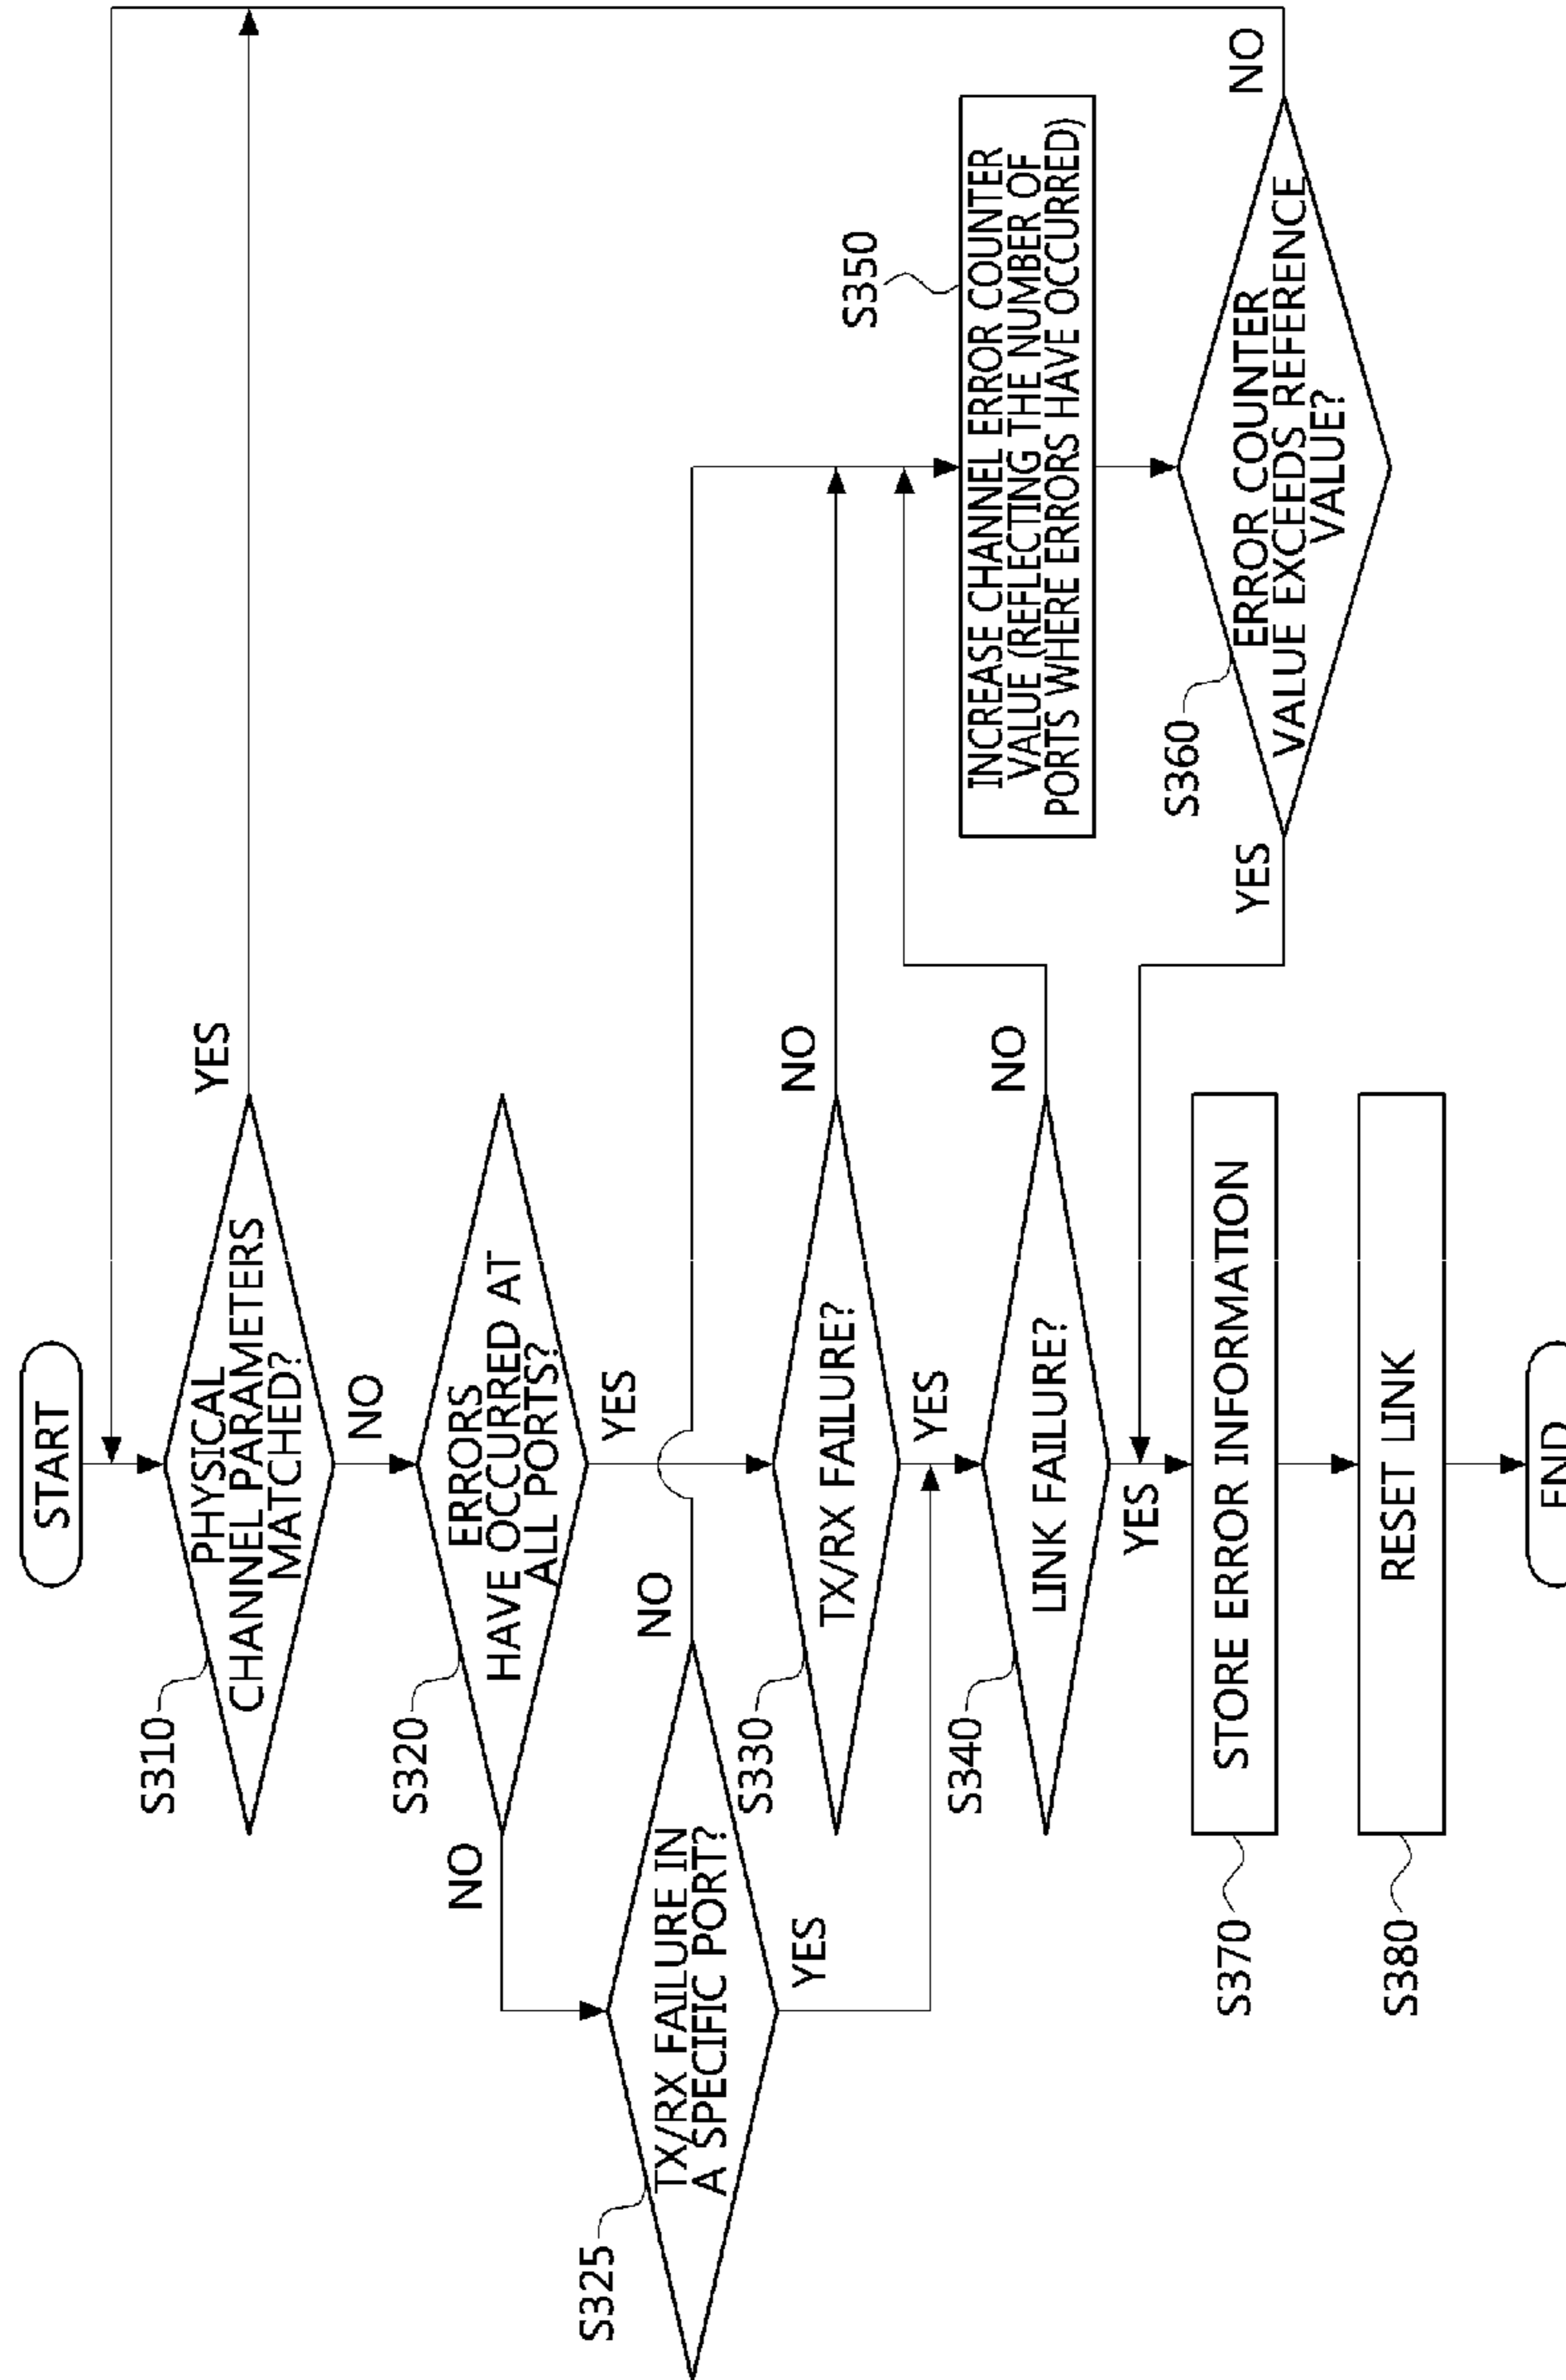 START
S310
PHYSICAL
CHANNEL PARAMETERS
MATCHED?
YES
NO
S320
ERRORS
HAVE OCCURRED AT
ALL PORTS?
NO
YES
S325
TX/RX FAILURE IN
A SPECIFIC PORT?
NO
YES
S330
TX/RX FAILURE?
NO
YES
S340
LINK FAILURE?
NO
YES
S350
INCREASE CHANNEL ERROR COUNTER
VALUE (REFLECTING THE NUMBER OF
PORTS WHERE ERRORS HAVE OCCURRED)
S360
ERROR COUNTER
VALUE EXCEEDS REFERENCE
VALUE?
YES
NO
S370
STORE ERROR INFORMATION
S380
RESET LINK
END